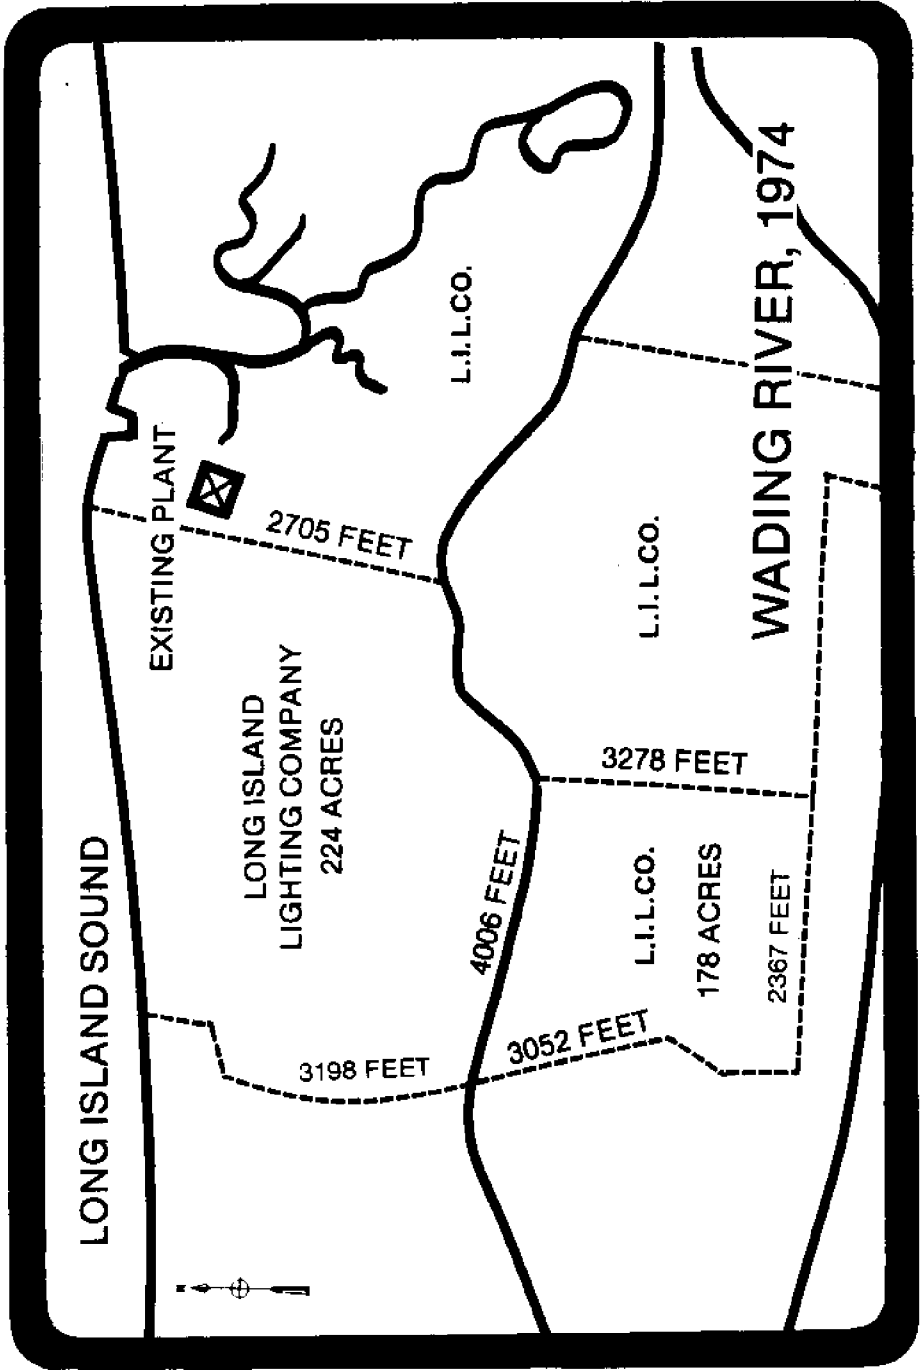 LONG ISLAND SOUND
EXISTING PLANT
LONG ISLAND
LIGHTING COMPANY
224 ACRES
2705 FEET
L.I.L.CO.
3198 FEET
4006 FEET
3052 FEET
L.I.L.CO.
178 ACRES
2367 FEET
3278 FEET
L.I.L.CO.
WADING RIVER, 1974